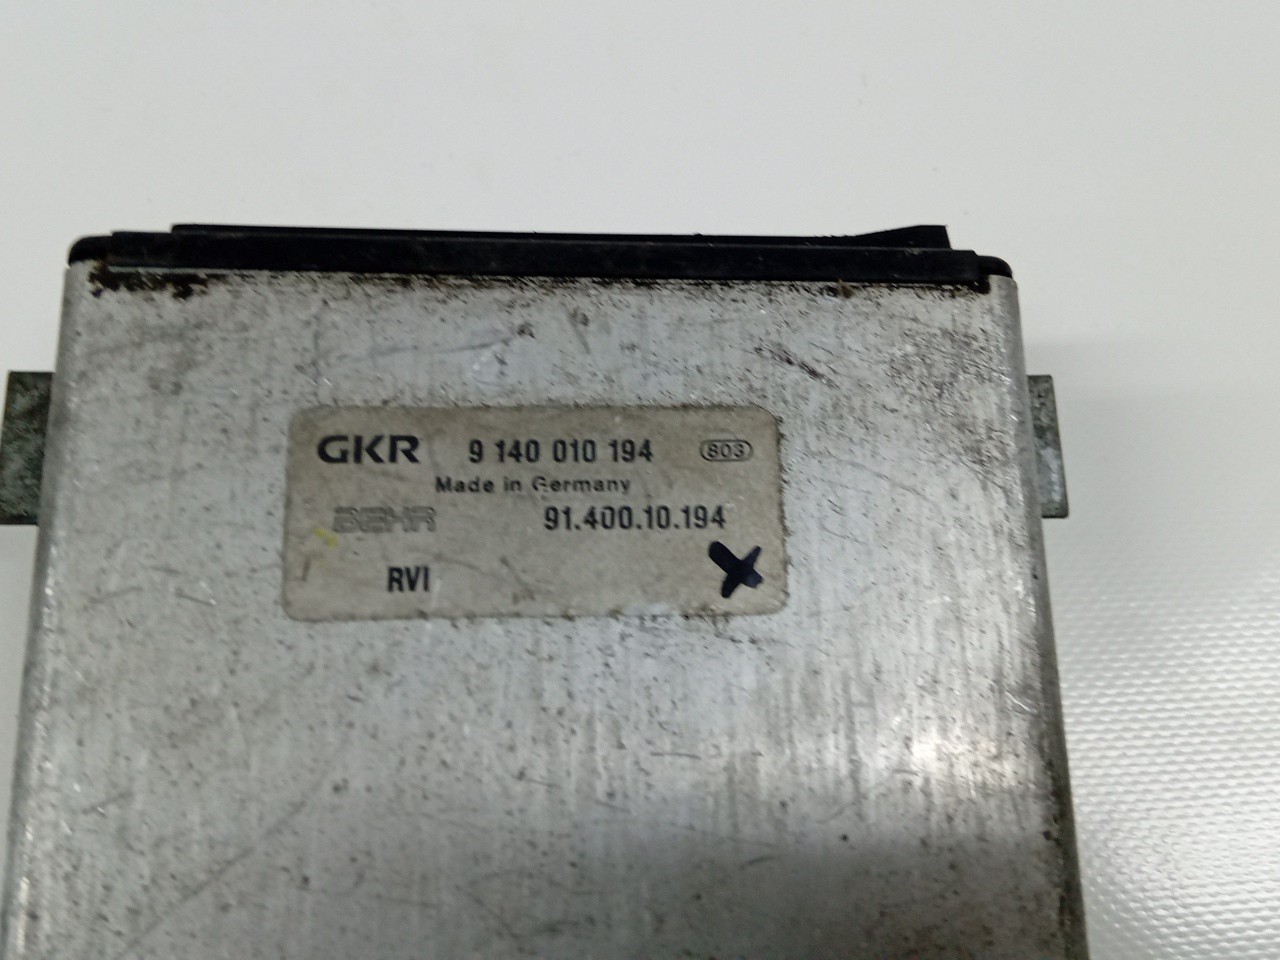 GKR 9 140 010 194 803
Made in Germany
BEHR 91.400.10.194
RVI